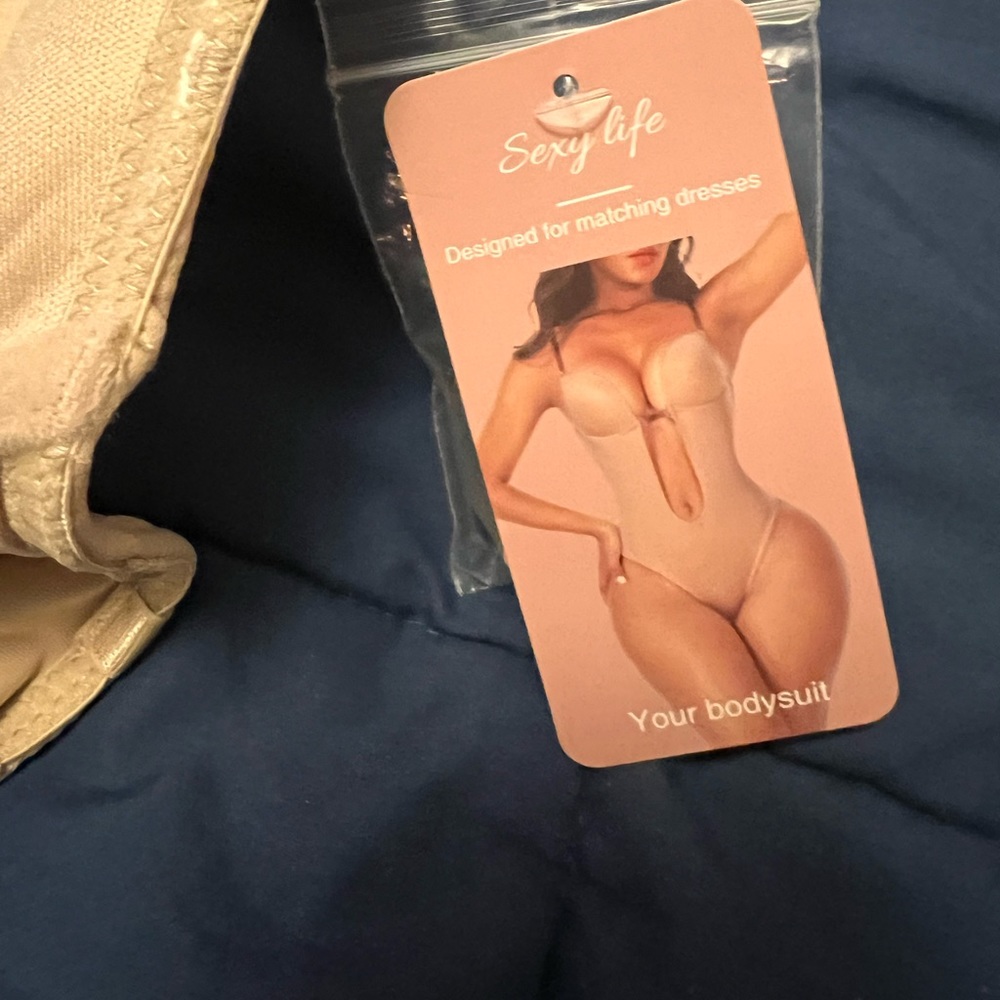 Sexy life
Designed for matching dresses
Your bodysuit